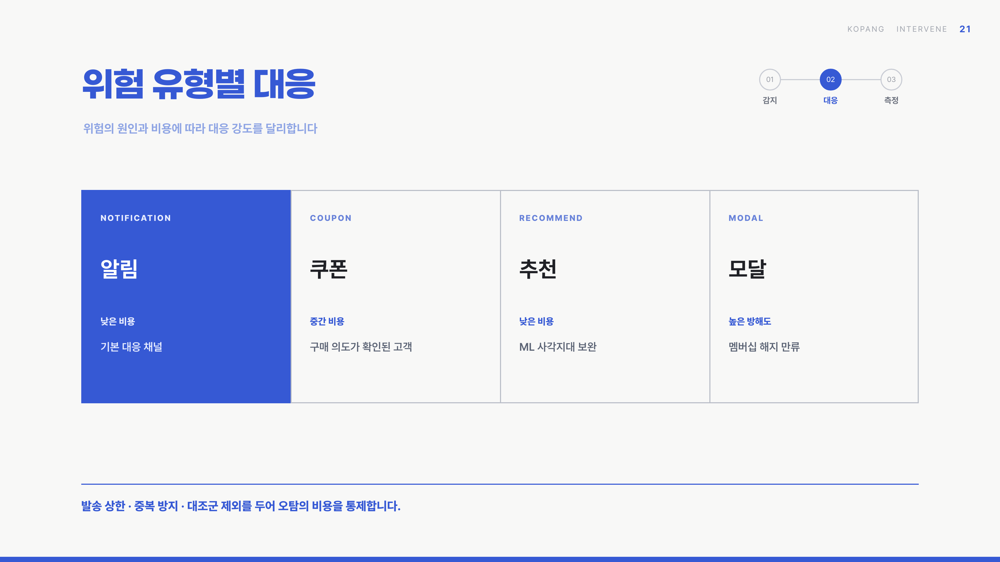 KOPANG INTERVENE 21
위험 유형별 대응
01 02 03
감지 대응 측정
위험의 원인과 비용에 따라 대응 강도를 달리합니다
NOTIFICATION
알림
낮은 비용
기본 대응 채널
COUPON
쿠폰
중간 비용
구매 의도가 확인된 고객
RECOMMEND
추천
낮은 비용
ML 사각지대 보완
MODAL
모달
높은 방해도
멤버십 해지 만류
발송 상한 · 중복 방지 · 대조군 제외를 두어 오탐의 비용을 통제합니다.